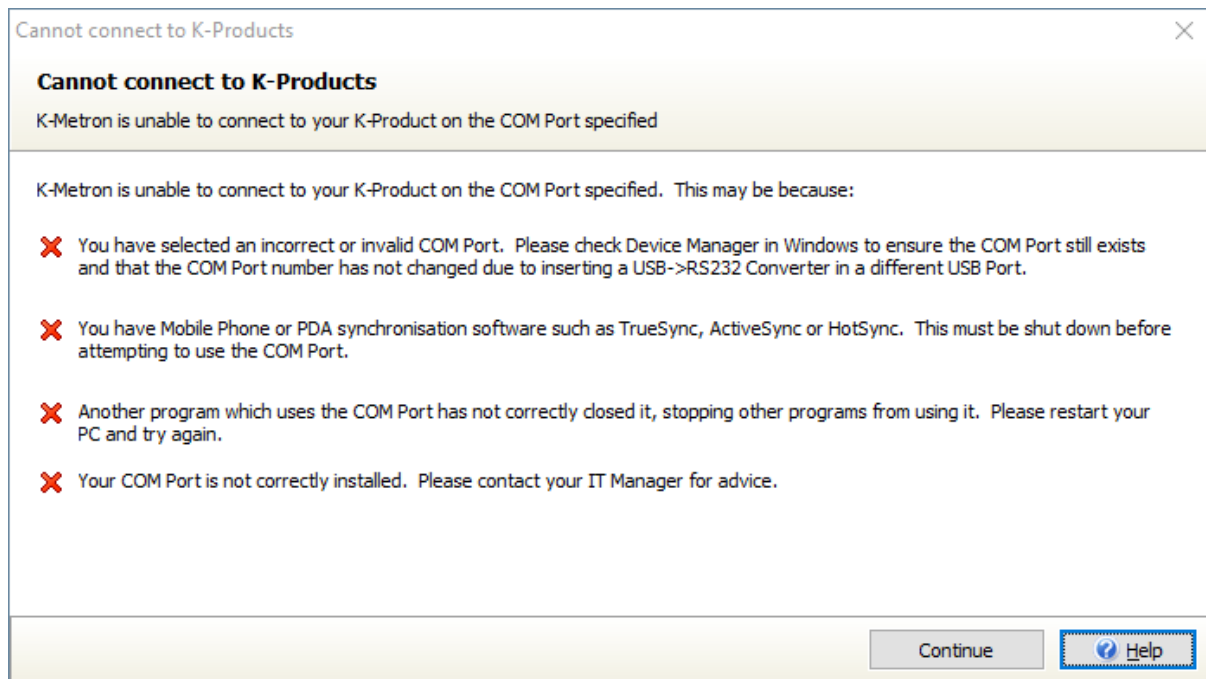 Cannot connect to K-Products
Cannot connect to K-Products
K-Metron is unable to connect to your K-Product on the COM Port specified
K-Metron is unable to connect to your K-Product on the COM Port specified.  This may be because:
You have selected an incorrect or invalid COM Port.  Please check Device Manager in Windows to ensure the COM Port still exists
and that the COM Port number has not changed due to inserting a USB->RS232 Converter in a different USB Port.
You have Mobile Phone or PDA synchronisation software such as TrueSync, ActiveSync or HotSync.  This must be shut down before
attempting to use the COM Port.
Another program which uses the COM Port has not correctly closed it, stopping other programs from using it.  Please restart your
PC and try again.
Your COM Port is not correctly installed.  Please contact your IT Manager for advice.
Continue
Help